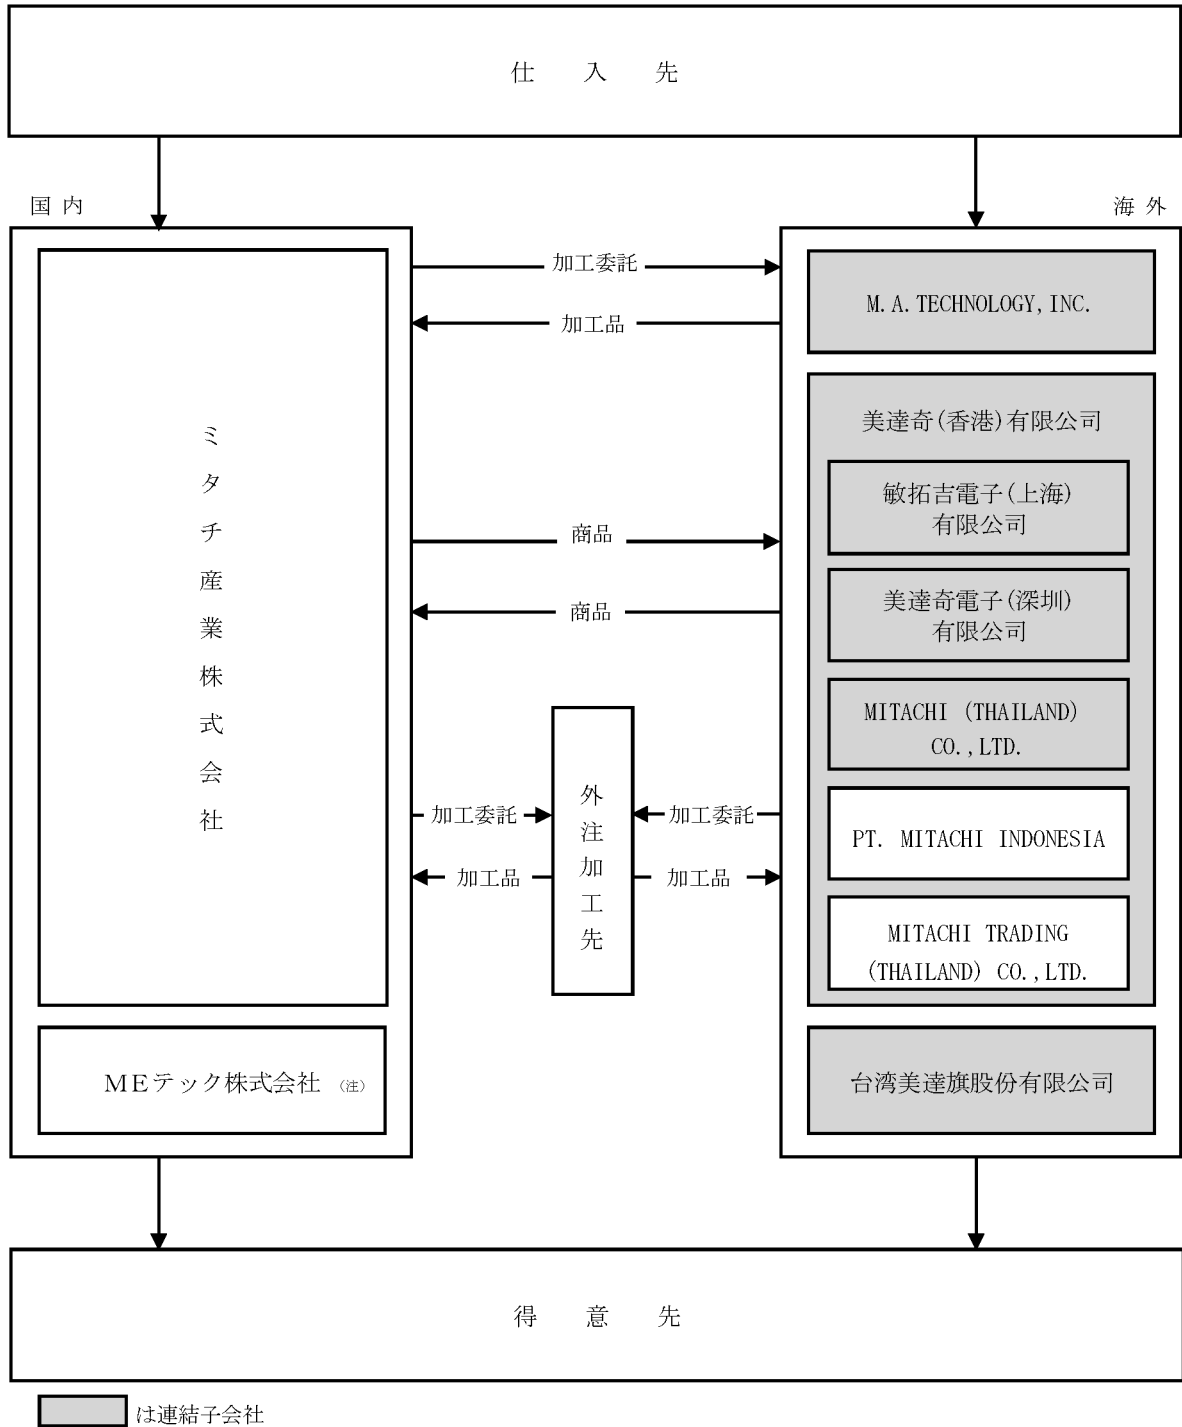 仕入先
国内
海外
ミタチ産業株式会社
加工委託
加工品
M.A.TECHNOLOGY,INC.
美達奇(香港)有限公司
敏拓吉電子(上海)
有限公司
商品
美達奇電子(深圳)
有限公司
商品
MITACHI (THAILAND)
CO.,LTD.
外注加工先
加工委託
加工委託
加工品
加工品
PT. MITACHI INDONESIA
MITACHI TRADING
(THAILAND) CO.,LTD.
MEテック株式会社 (注)
台湾美達旗股份有限公司
得意先
は連結子会社